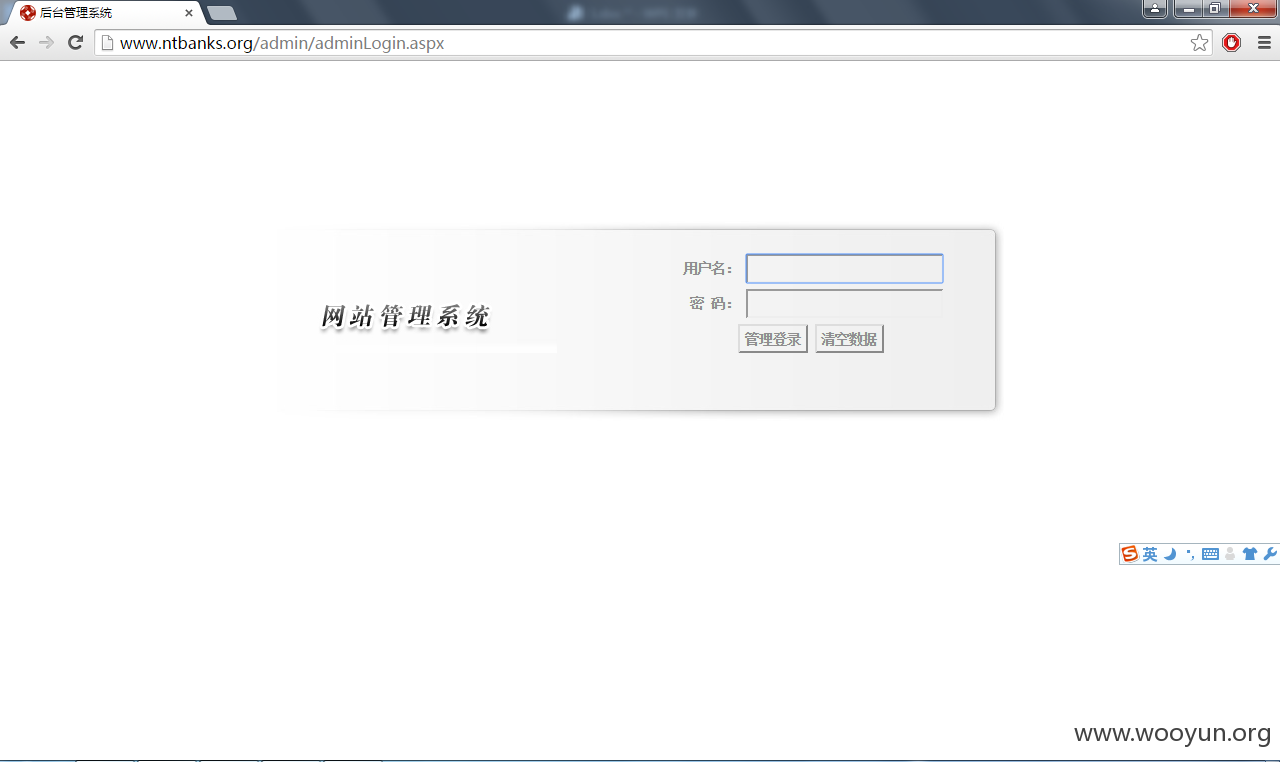 后台管理系统
www.ntbanks.org/admin/adminLogin.aspx
用户名：
网站管理系统
密 码：
管理登录 清空数据
英
www.wooyun.org